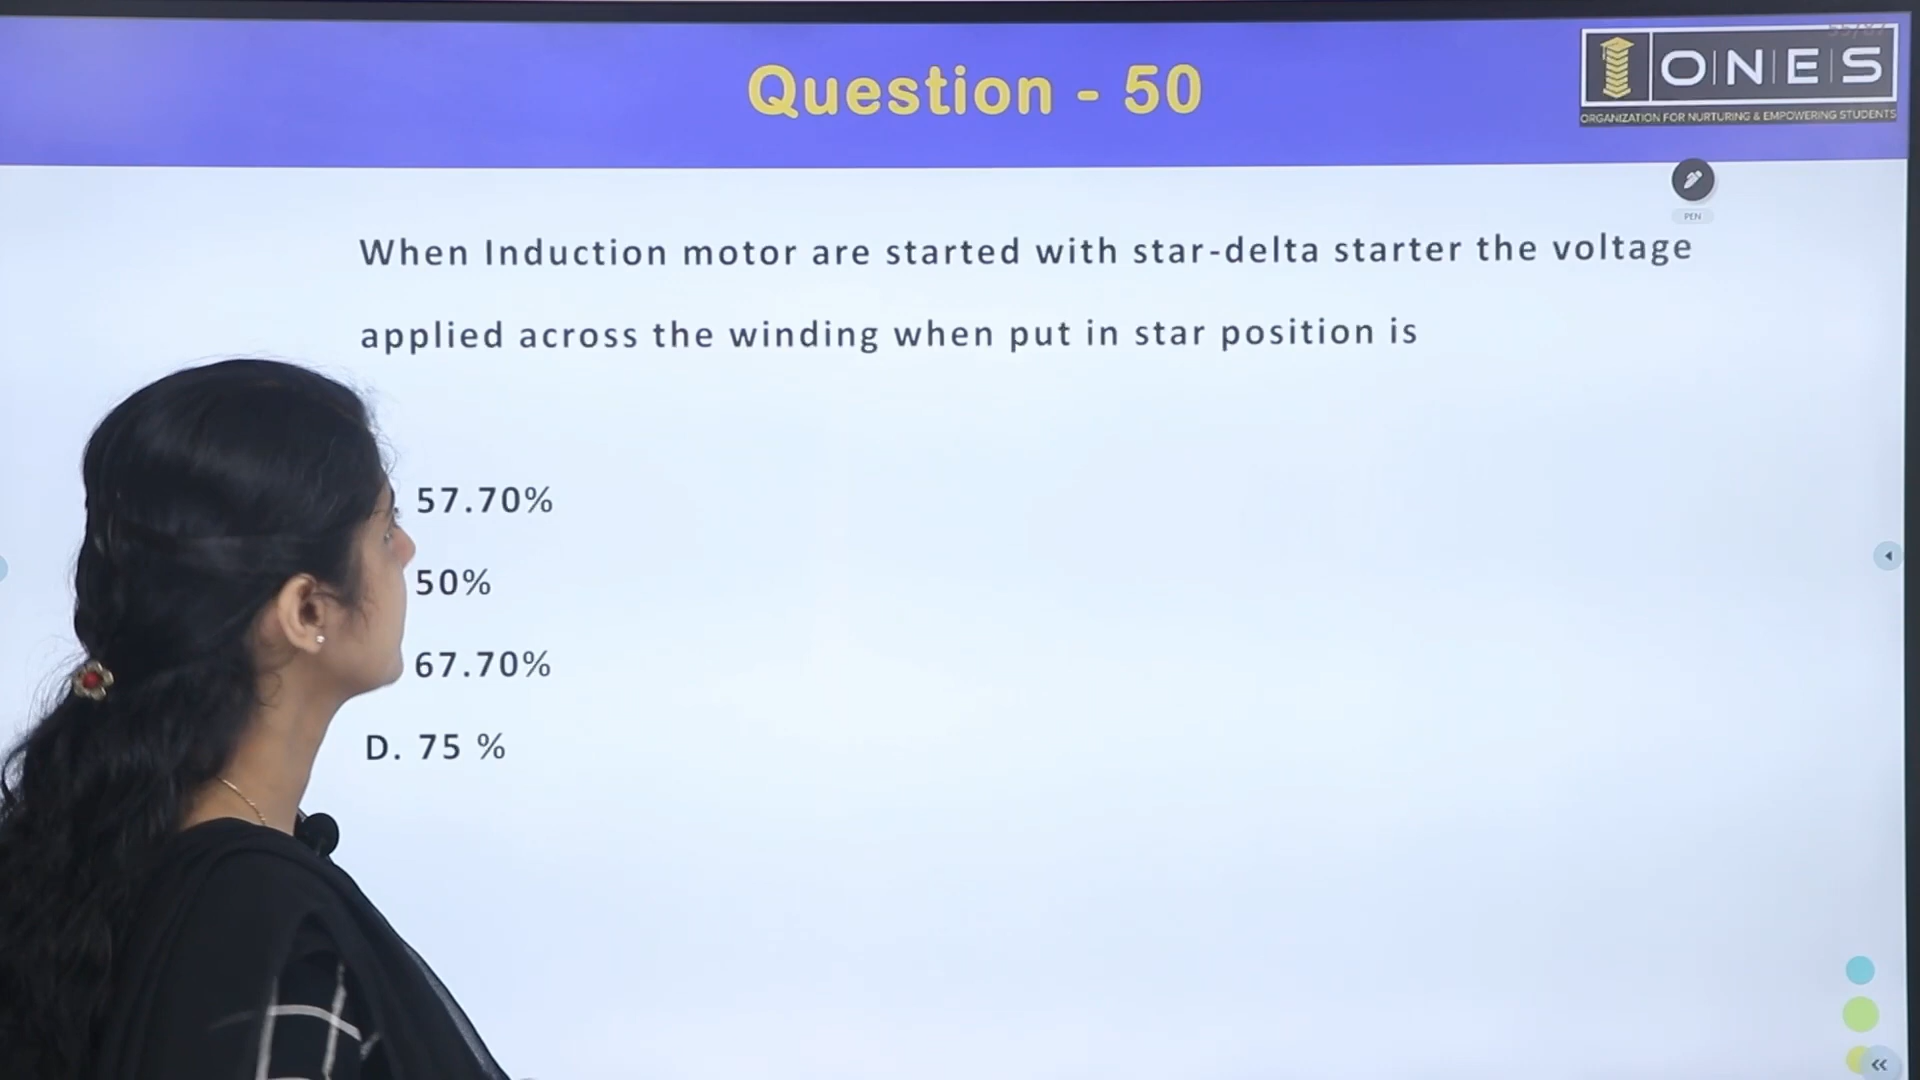 Question - 50
ONES
ORGANIZATION FOR NURTURING & EMPOWERING STUDENTS
PEN
When Induction motor are started with star-delta starter the voltage
applied across the winding when put in star position is
57.70%
50%
67.70%
D. 75 %